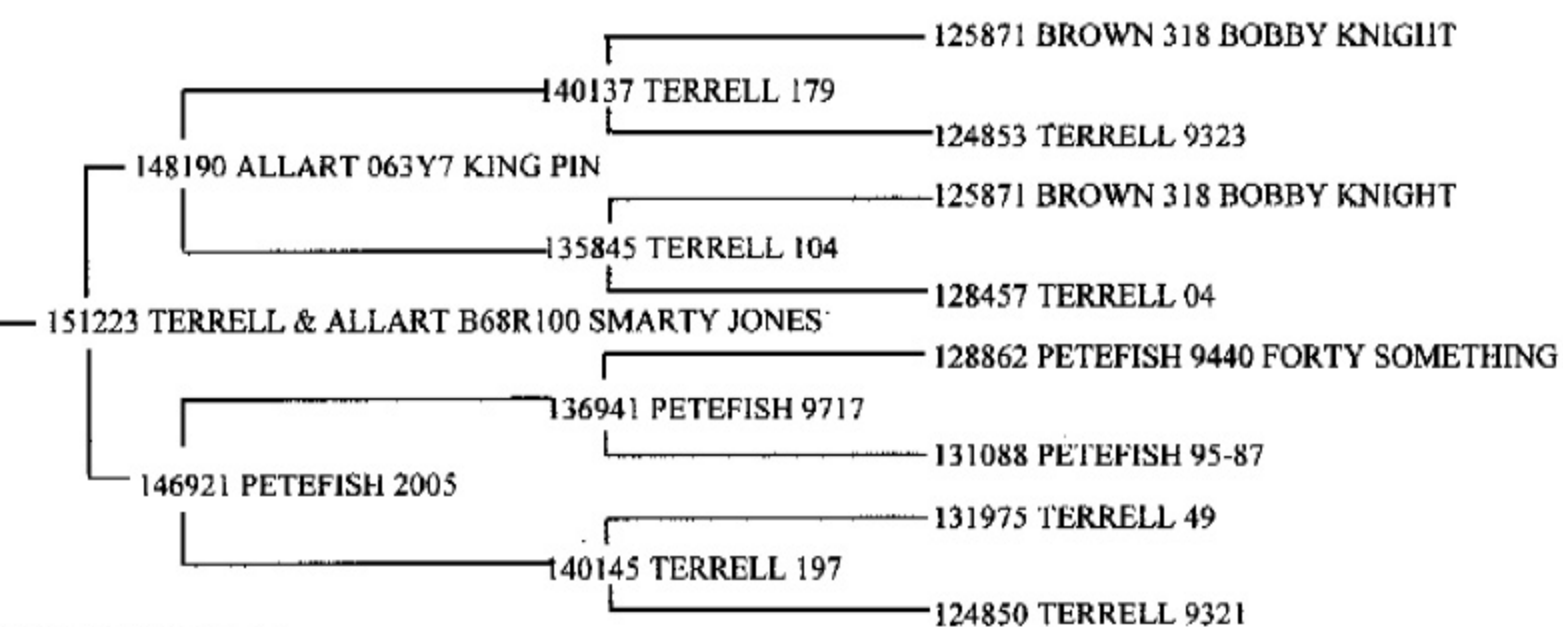 125871 BROWN 318 BOBBY KNIGHT
140137 TERRELL 179
124853 TERRELL 9323
148190 ALLART 063Y7 KING PIN
125871 BROWN 318 BOBBY KNIGHT
135845 TERRELL 104
128457 TERRELL 04
151223 TERRELL & ALLART B68R100 SMARTY JONES
128862 PETEFISH 9440 FORTY SOMETHING
136941 PETEFISH 9717
131088 PETEFISH 95-87
146921 PETEFISH 2005
131975 TERRELL 49
140145 TERRELL 197
124850 TERRELL 9321